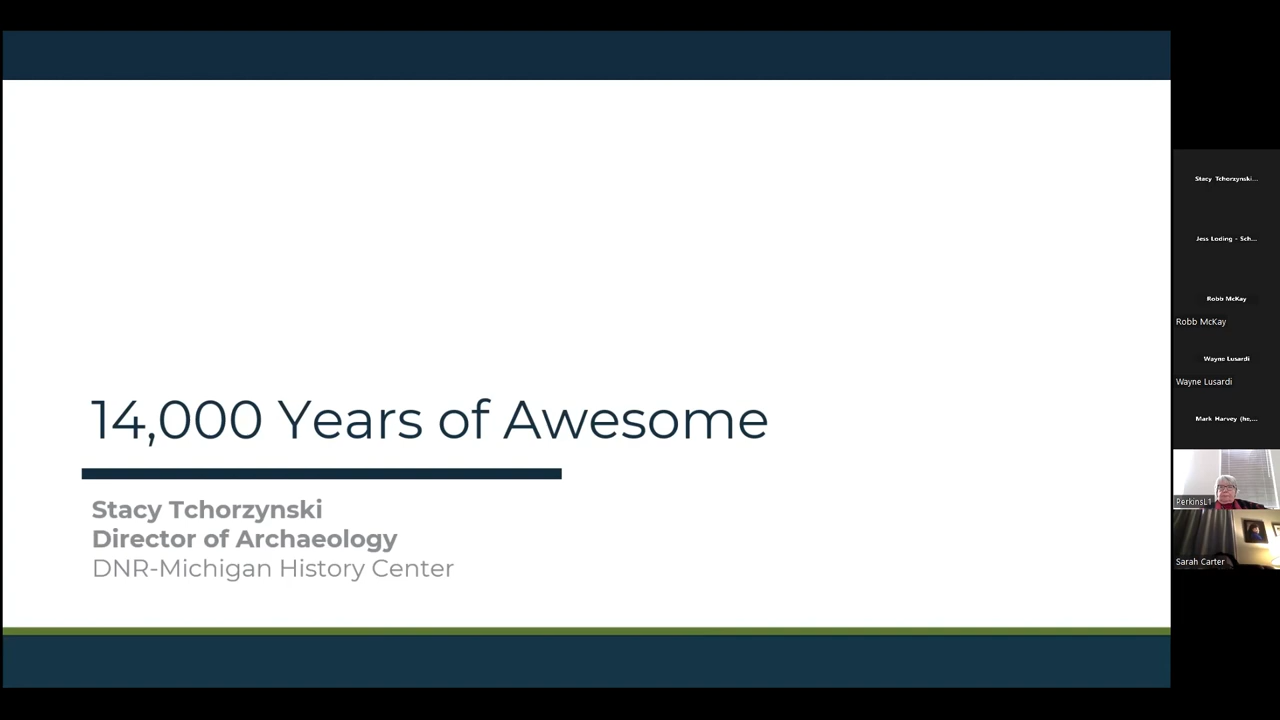 14,000 Years of Awesome
Stacy Tchorzynski
Director of Archaeology
DNR-Michigan History Center
Stacy Tchorzynski...
Jess Loding - Sch...
Robb McKay
Robb McKay
Wayne Lusardi
Wayne Lusardi
Mark Harvey (he,...
PerkinsL1
Sarah Carter